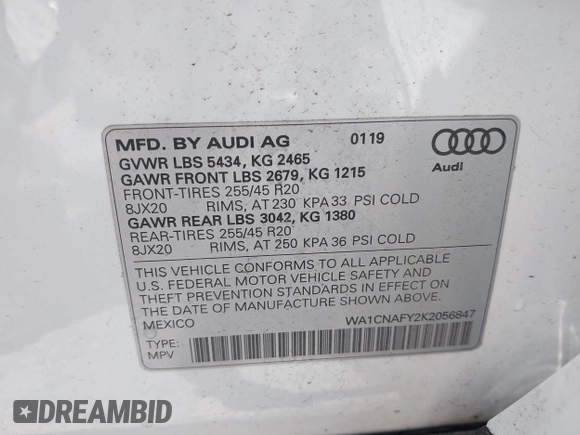 MFD. BY AUDI AG 0119
GVWR LBS 5434, KG 2465
GAWR FRONT LBS 2679, KG 1215
FRONT-TIRES 255/45 R20
8JX20 RIMS, AT 230 KPA 33 PSI COLD
GAWR REAR LBS 3042, KG 1380
REAR-TIRES 255/45 R20
8JX20 RIMS, AT 250 KPA 36 PSI COLD
Audi
THIS VEHICLE CONFORMS TO ALL APPLICABLE
U.S. FEDERAL MOTOR VEHICLE SAFETY AND
THEFT PREVENTION STANDARDS IN EFFECT ON
THE DATE OF MANUFACTURE SHOWN ABOVE.
MEXICO WA1CNAFY2K2056847
TYPE:
MPV
DREAMBID